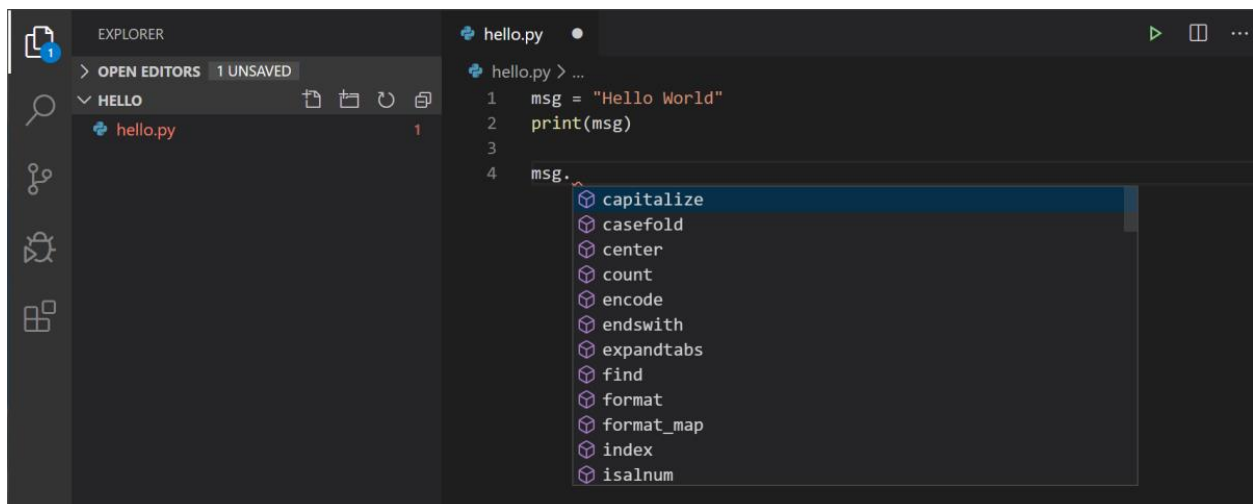 EXPLORER
OPEN EDITORS 1 UNSAVED
HELLO
hello.py 1
1
hello.py
hello.py > ...
1 msg = "Hello World"
2 print(msg)
3
4 msg.
capitalize
casefold
center
count
encode
endswith
expandtabs
find
format
format_map
index
isalnum